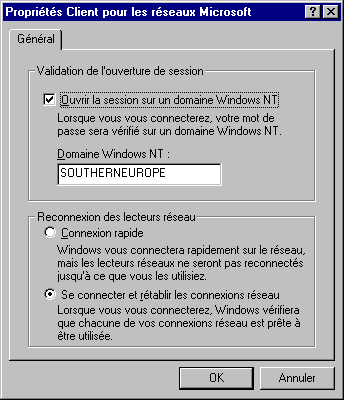 Propriétés Client pour les réseaux Microsoft
Général
Validation de l'ouverture de session
Ouvrir la session sur un domaine Windows NT
Lorsque vous vous connecterez, votre mot de
passe sera vérifié sur un domaine Windows NT.
Domaine Windows NT :
SOUTHERNEUROPE
Reconnexion des lecteurs réseau
Connexion rapide
Windows vous connectera rapidement sur le réseau,
mais les lecteurs réseaux ne seront pas reconnectés
jusqu'à ce que vous les utilisiez.
Se connecter et rétablir les connexions réseau
Lorsque vous vous connecterez, Windows vérifiera
que chacune de vos connexions réseau est prête à
être utilisée.
OK
Annuler